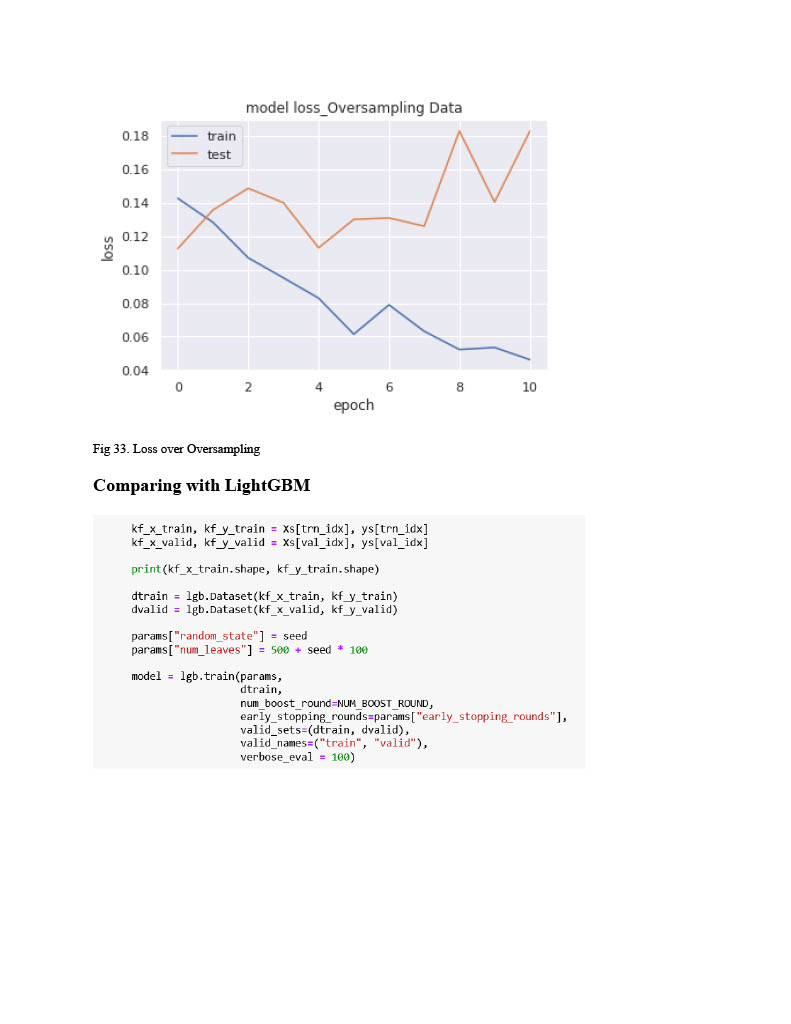 model loss_Oversampling Data
train
test
0.18
0.16
0.14
0.12
0.10
0.08
0.06
0.04
loss
0 2 4 6 8 10
epoch
Fig 33. Loss over Oversampling
Comparing with LightGBM
kf_x_train, kf_y_train = Xs[trn_idx], ys[trn_idx]
kf_x_valid, kf_y_valid = Xs[val_idx], ys[val_idx]
print(kf_x_train.shape, kf_y_train.shape)
dtrain = lgb.Dataset(kf_x_train, kf_y_train)
dvalid = lgb.Dataset(kf_x_valid, kf_y_valid)
params["random_state"] = seed
params["num_leaves"] = 500 + seed * 100
model = lgb.train(params,
dtrain,
num_boost_round=NUM_BOOST_ROUND,
early_stopping_rounds=params["early_stopping_rounds"],
valid_sets=(dtrain, dvalid),
valid_names=("train", "valid"),
verbose_eval = 100)